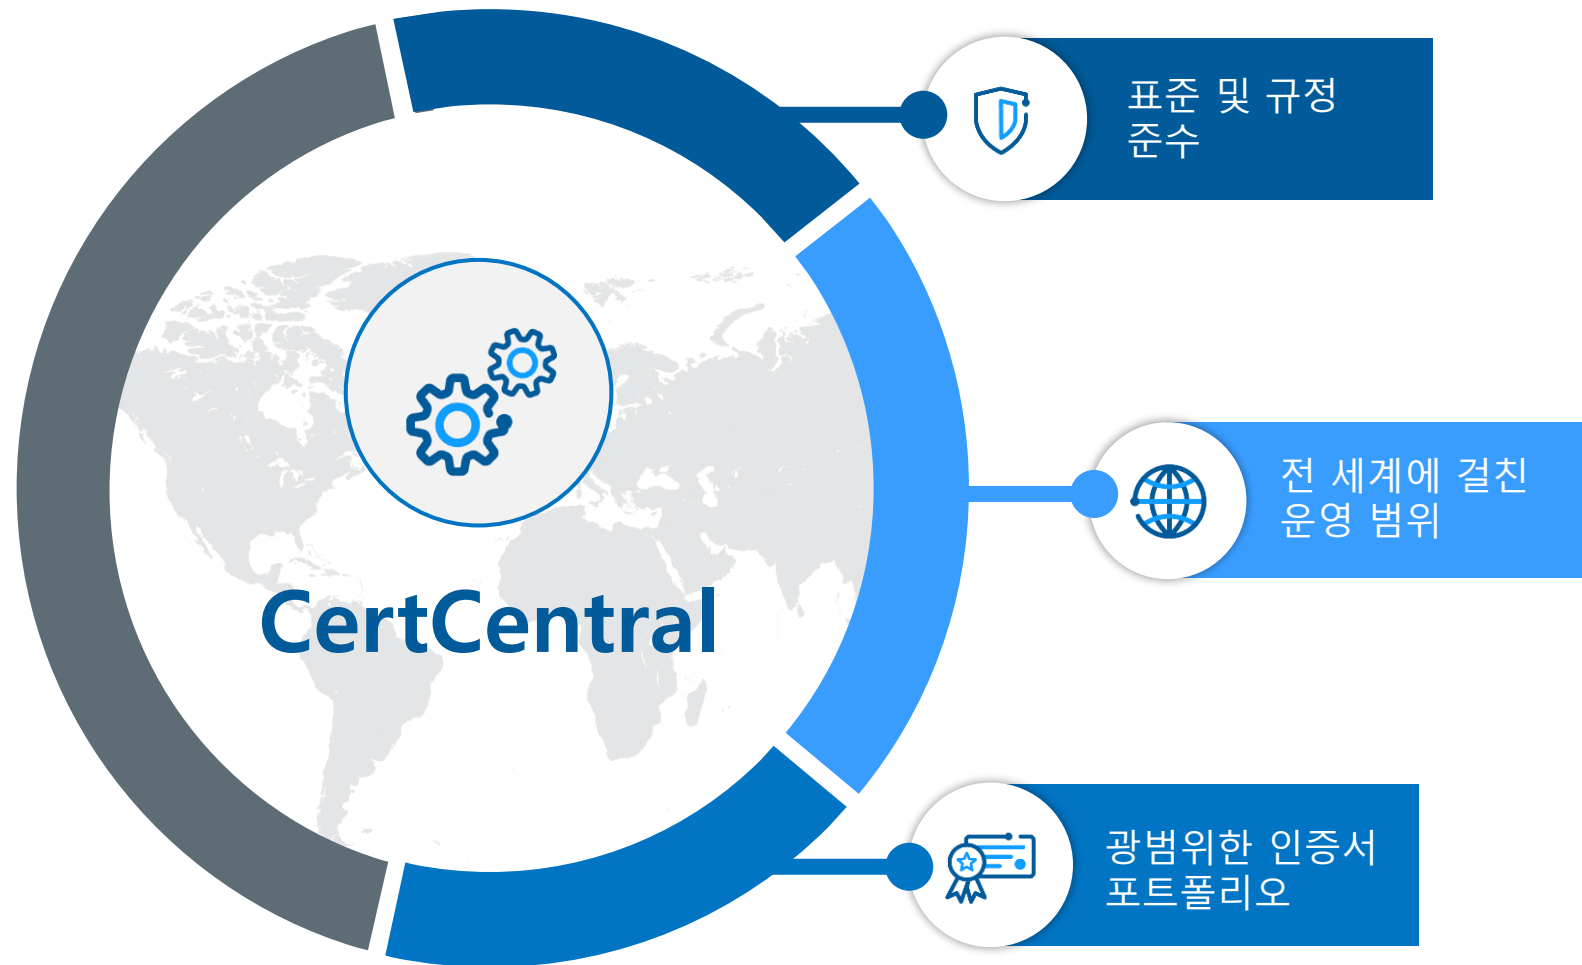 표준 및 규정
준수
전 세계에 걸친
운영 범위
CertCentral
광범위한 인증서
포트폴리오